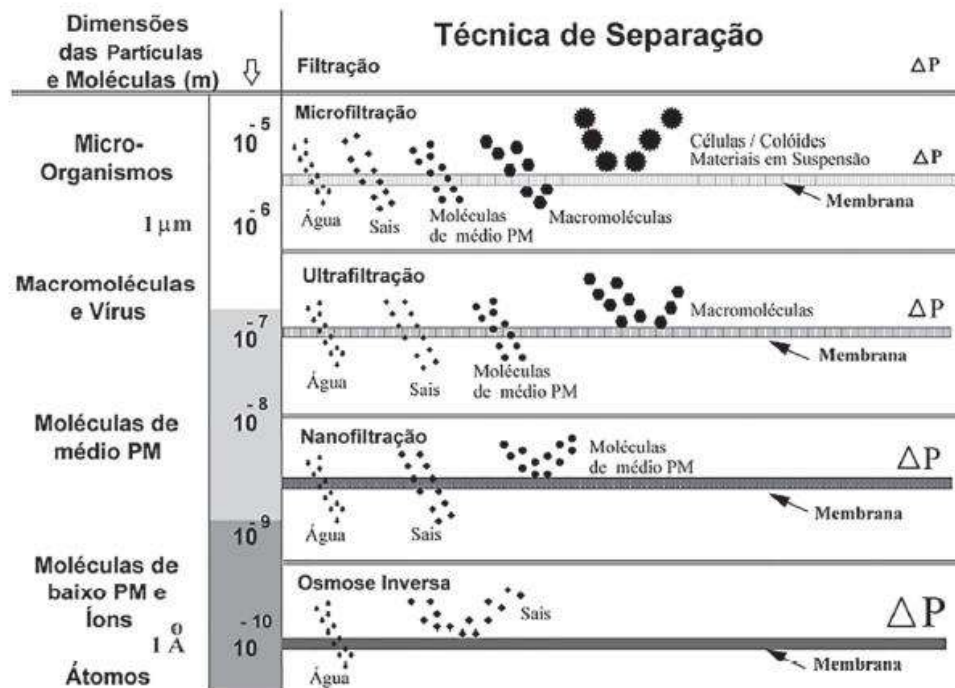 Dimensões
das Partículas
e Moléculas (m)
Técnica de Separação
Filtração
ΔP
Micro-
Organismos
1 μm
10⁻⁵
10⁻⁶
Microfiltração
Células / Colóides
Materiais em Suspensão
ΔP
Membrana
Água
Sais
Moléculas
de médio PM
Macromoléculas
Macromoléculas
e Vírus
10⁻⁷
Ultrafiltração
Macromoléculas
ΔP
Membrana
Água
Sais
Moléculas
de médio PM
Moléculas de
médio PM
10⁻⁸
10⁻⁹
Nanofiltração
Moléculas
de médio PM
ΔP
Membrana
Água
Sais
Moléculas de
baixo PM e
Íons
1 Å
Átomos
10⁻¹⁰
Osmose Inversa
Sais
ΔP
Membrana
Água